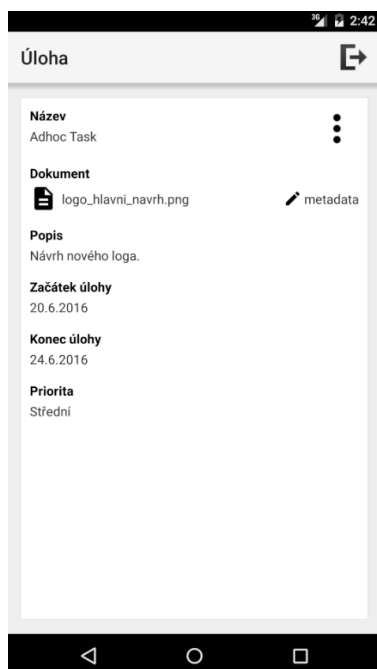 3G 2:42
Úloha
Název
Adhoc Task
Dokument
logo_hlavni_navrh.png metadata
Popis
Návrh nového loga.
Začátek úlohy
20.6.2016
Konec úlohy
24.6.2016
Priorita
Střední